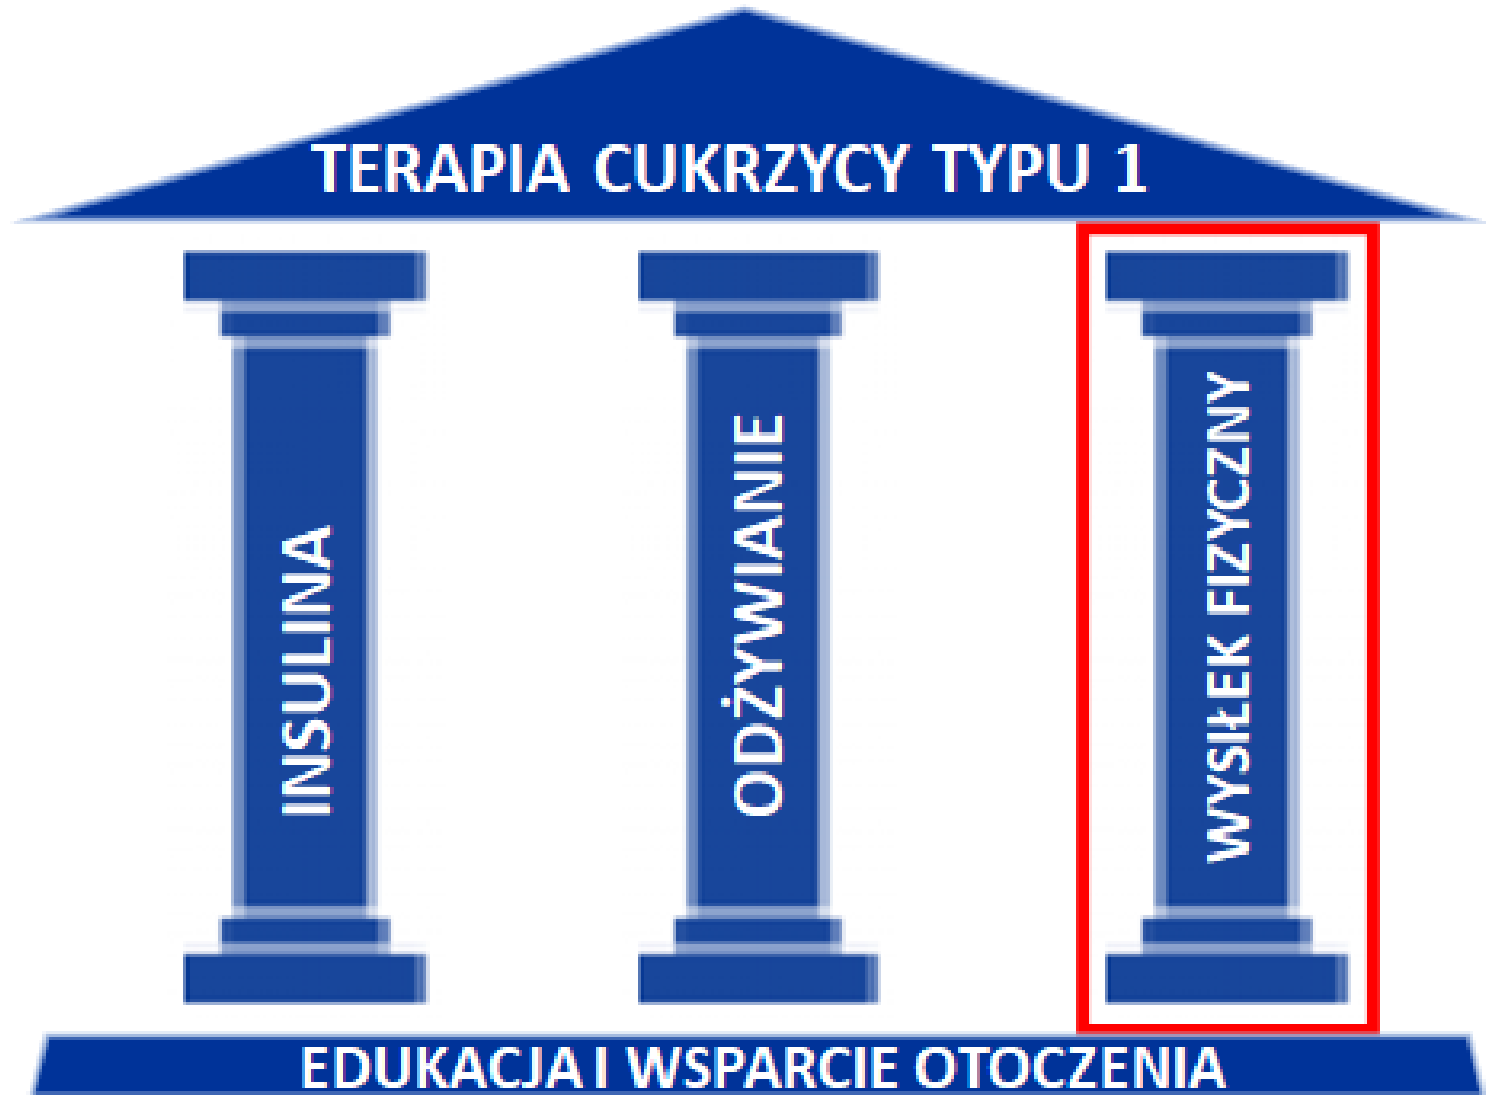 TERAPIA CUKRZYCY TYPU 1
INSULINA
ODŻYWIANIE
WYSIŁEK FIZYCZNY
EDUKACJA I WSPARCIE OTOCZENIA